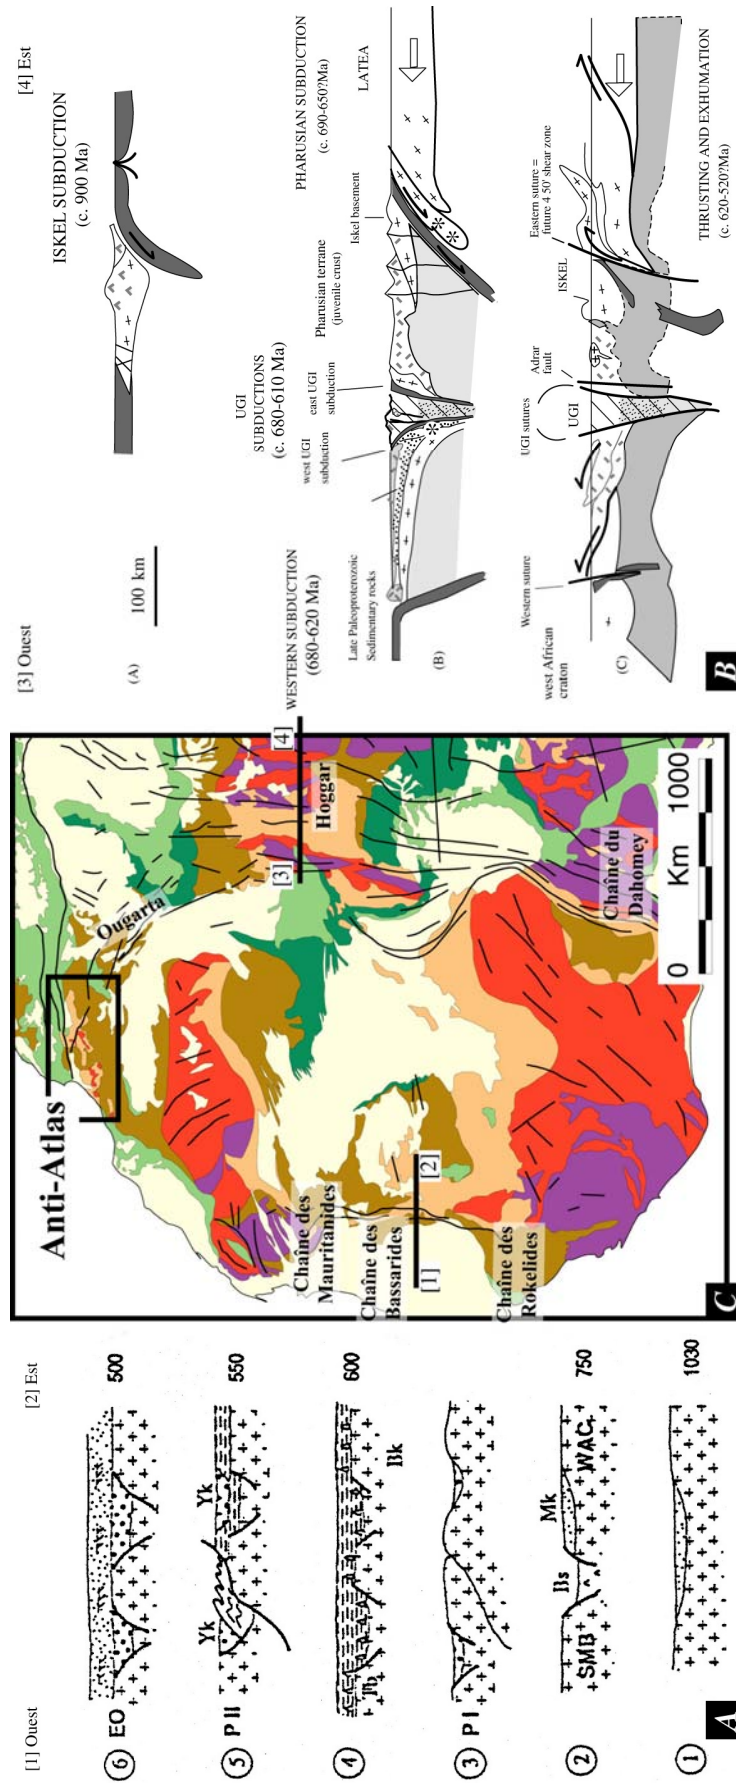 [1] Ouest
[2] Est
6 EO
500
5 PII
Yk
Yk
550
4
Fb
Bk
600
3 PI
2
SMB
Bs
Mk
WAC
750
1
1030
A
Anti-Atlas
Ougarta
Chaîne des
Mauritanides
Hoggar
[3]
[4]
Chaîne des
Bassarides
[1]
[2]
Chaîne des
Rokelides
Chaîne du
Dahomey
0
Km
1000
C
[3] Ouest
[4] Est
ISKEL SUBDUCTION
(c. 900 Ma)
(A)
100 km
WESTERN SUBDUCTION
(680-620 Ma)
UGI
SUBDUCTIONS
(c. 680-610 Ma)
PHARUSIAN SUBDUCTION
(c. 690-650?Ma)
west UGI
subduction
east UGI
subduction
Pharusian terrane
(juvenile crust)
Iskel basement
LATEA
Late Paleoproterozoic
Sedimentary rocks
(B)
Western suture
west African
craton
UGI sutures
UGI
Adrar
fault
ISKEL
Eastern suture =
future 4 50' shear zone
(C)
THRUSTING AND EXHUMATION
(c. 620-520?Ma)
B